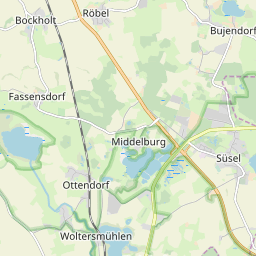 Röbel
Bockholt
Bujendorf
Fassensdorf
Middelburg
Süsel
Ottendorf
Woltersmühlen